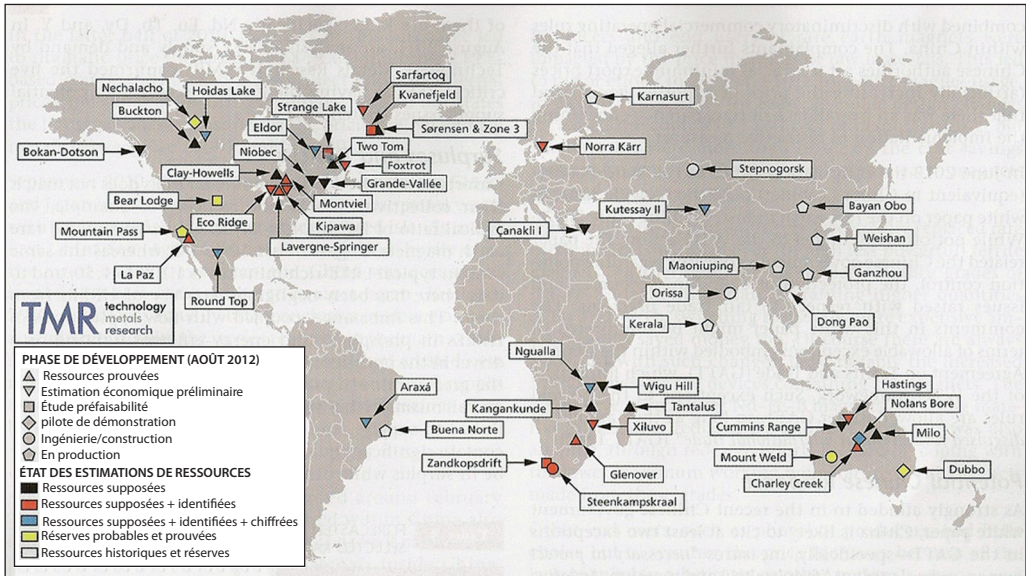 Nechalacho
Hoidas Lake
Buckton
Bokan-Dotson
Strange Lake
Eldor
Niobec
Clay-Howells
Bear Lodge
Mountain Pass
Eco Ridge
La Paz
Round Top
Sarfartoq
Kvanefjeld
Sørensen & Zone 3
Two Tom
Foxtrot
Grande-Vallée
Montviel
Kipawa
Lavergne-Springer
Karnasurt
Norra Kärr
Stepnogorsk
Kutessay II
Bayan Obo
Çanakli I
Weishan
Maoniuping
Ganzhou
Orissa
Dong Pao
Kerala
Ngualla
Wigu Hill
Kangankunde
Tantalus
Xiluvo
Zandkopsdrift
Glenover
Steenkampskraal
Araxá
Buena Norte
Hastings
Nolans Bore
Cummins Range
Milo
Mount Weld
Charley Creek
Dubbo
TMR technology
metals
research
PHASE DE DÉVELOPPEMENT (AOÛT 2012)
Ressources prouvées
Estimation économique préliminaire
Étude préfaisabilité
pilote de démonstration
Ingénierie/construction
En production
ÉTAT DES ESTIMATIONS DE RESSOURCES
Ressources supposées
Ressources supposées + identifiées
Ressources supposées + identifiées + chiffrées
Réserves probables et prouvées
Ressources historiques et réserves